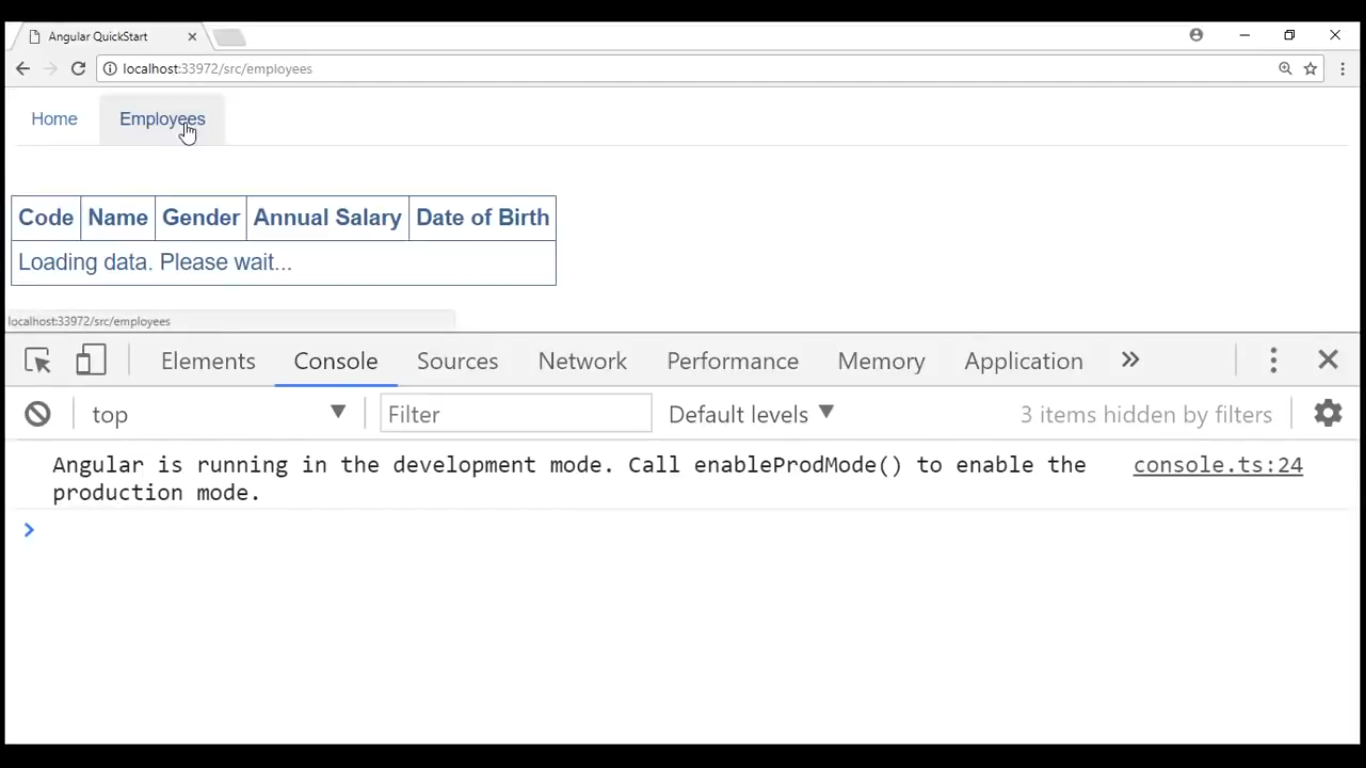 Angular QuickStart
localhost:33972/src/employees
Home Employees
Code Name Gender Annual Salary Date of Birth
Loading data. Please wait...
localhost:33972/src/employees
Elements Console Sources Network Performance Memory Application
top Filter Default levels 3 items hidden by filters
Angular is running in the development mode. Call enableProdMode() to enable the console.ts:24
production mode.